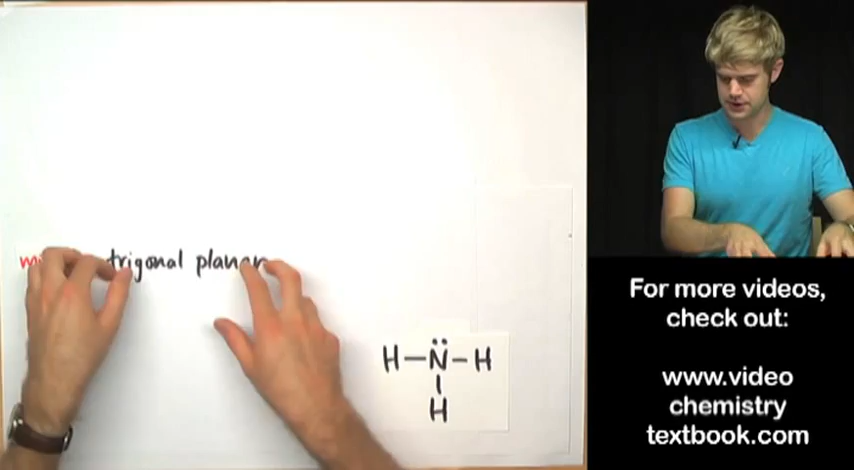 trigonal planar
H–N̈–H
|
H
For more videos,
check out:
www.video
chemistry
textbook.com